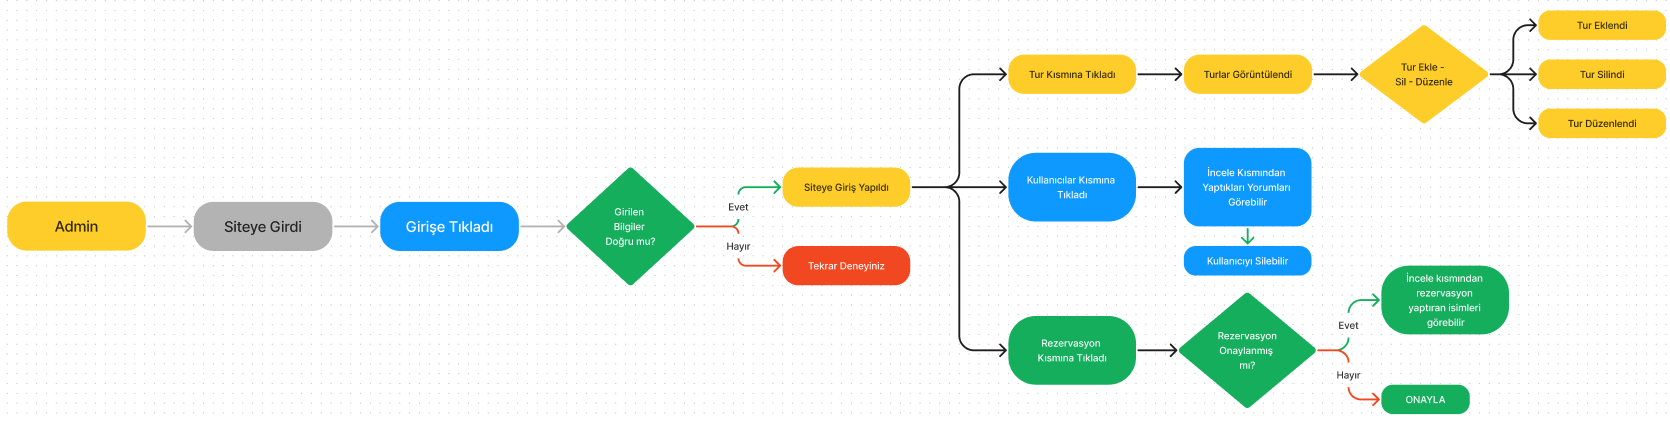 Admin
Siteye Girdi
Girişe Tıkladı
Girilen
Bilgiler
Doğru mu?
Evet
Hayır
Siteye Giriş Yapıldı
Tekrar Deneyiniz
Tur Kısmına Tıkladı
Turlar Görüntülendi
Tur Ekle -
Sil - Düzenle
Tur Eklendi
Tur Silindi
Tur Düzenlendi
Kullanıcılar Kısmına
Tıkladı
İncele Kısmından
Yaptıkları Yorumları
Görebilir
Kullanıcıyı Silebilir
Rezervasyon
Kısmına Tıkladı
Rezervasyon
Onaylanmış
mı?
Evet
Hayır
İncele kısmından
rezervasyon
yaptıran isimleri
görebilir
ONAYLA